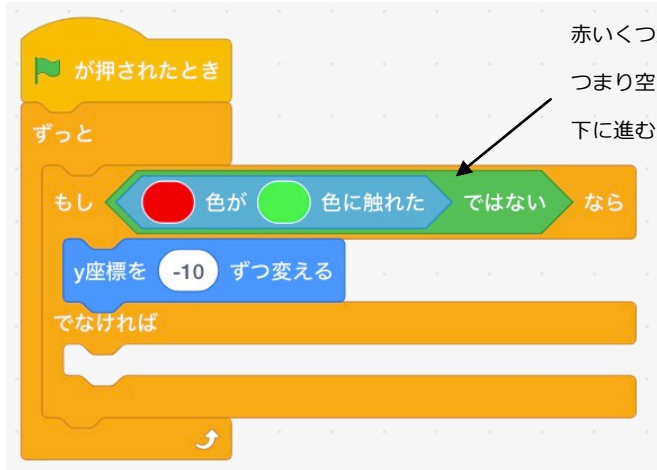 赤いくつ
つまり空
下に進む
が押されたとき
ずっと
もし 色が 色に触れた ではない なら
y座標を -10 ずつ変える
でなければ